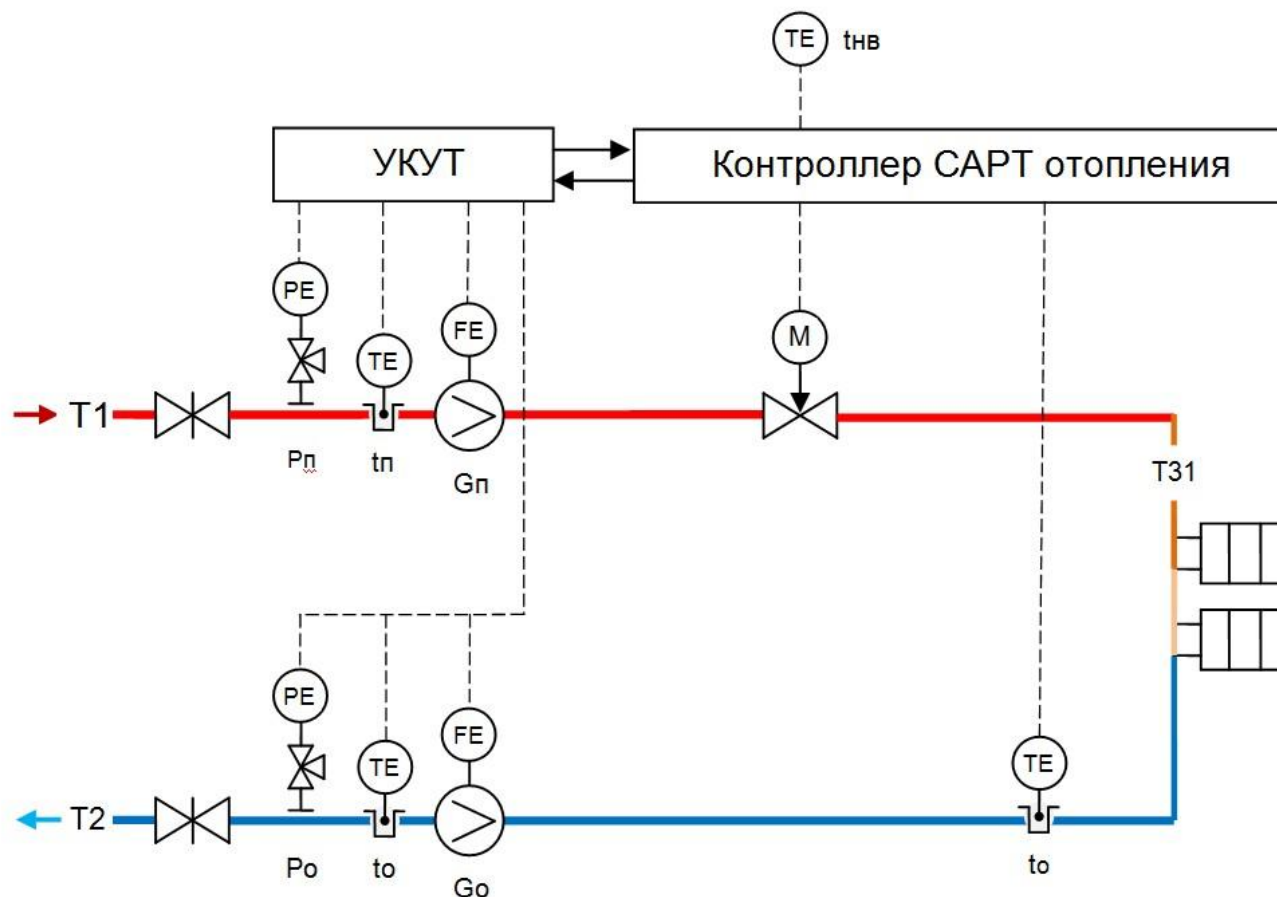 TE tнв
УКУТ
Контроллер САРТ отопления
PE
FE
M
TE
T1
Pп
tп
Gп
T31
PE
FE
TE
TE
T2
Po
to
Go
to